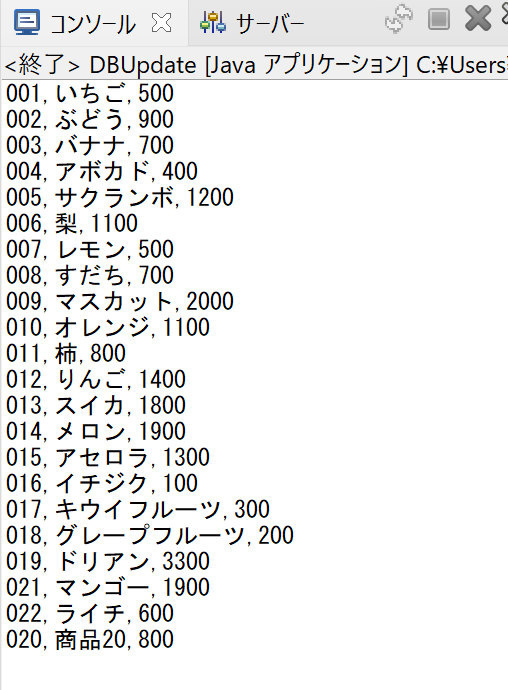 コンソール サーバー
<終了> DBUpdate [Java アプリケーション] C:¥Users
001,いちご,500
002,ぶどう,900
003,バナナ,700
004,アボカド,400
005,サクランボ,1200
006,梨,1100
007,レモン,500
008,すだち,700
009,マスカット,2000
010,オレンジ,1100
011,柿,800
012,りんご,1400
013,スイカ,1800
014,メロン,1900
015,アセロラ,1300
016,イチジク,100
017,キウイフルーツ,300
018,グレープフルーツ,200
019,ドリアン,3300
021,マンゴー,1900
022,ライチ,600
020,商品20,800